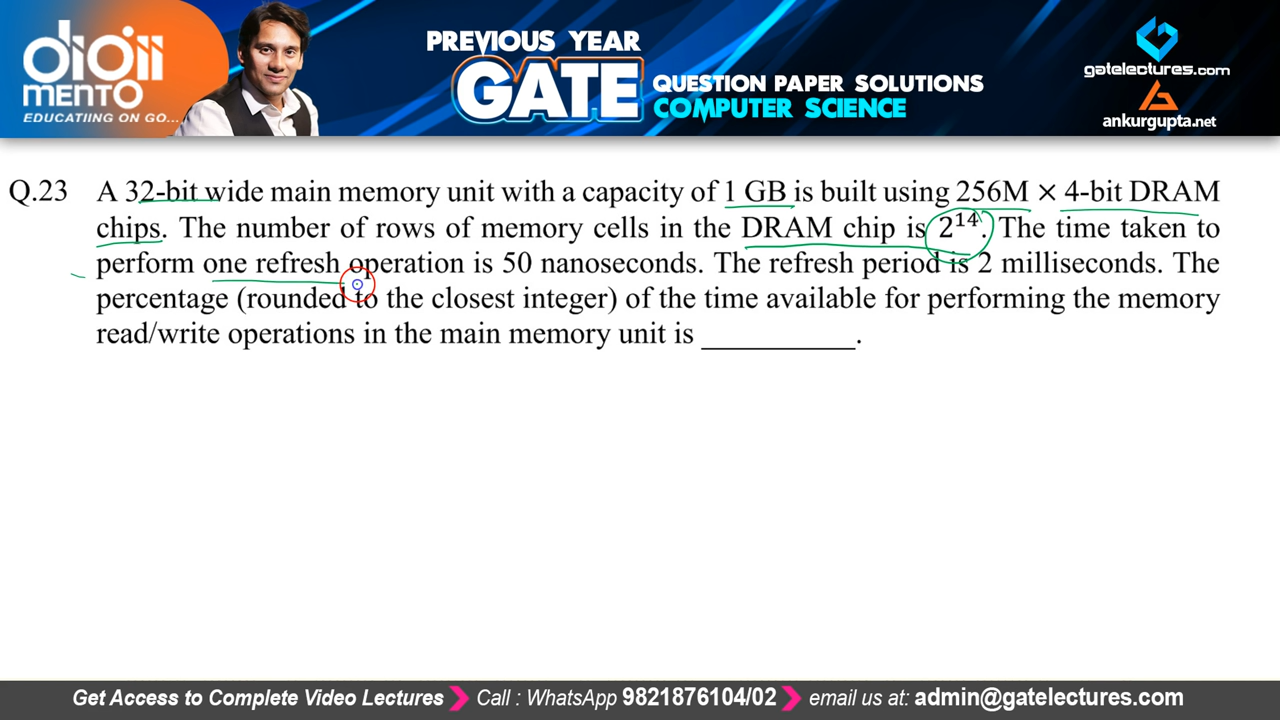 digii
MENTO
EDUCATIING ON GO...
PREVIOUS YEAR
GATE
QUESTION PAPER SOLUTIONS
COMPUTER SCIENCE
gatelectures.com
ankurgupta.net
Q.23 A 32-bit wide main memory unit with a capacity of 1 GB is built using 256M × 4-bit DRAM
chips. The number of rows of memory cells in the DRAM chip is 2¹⁴. The time taken to
perform one refresh operation is 50 nanoseconds. The refresh period is 2 milliseconds. The
percentage (rounded to the closest integer) of the time available for performing the memory
read/write operations in the main memory unit is __________.
Get Access to Complete Video Lectures Call : WhatsApp 9821876104/02 email us at: admin@gatelectures.com